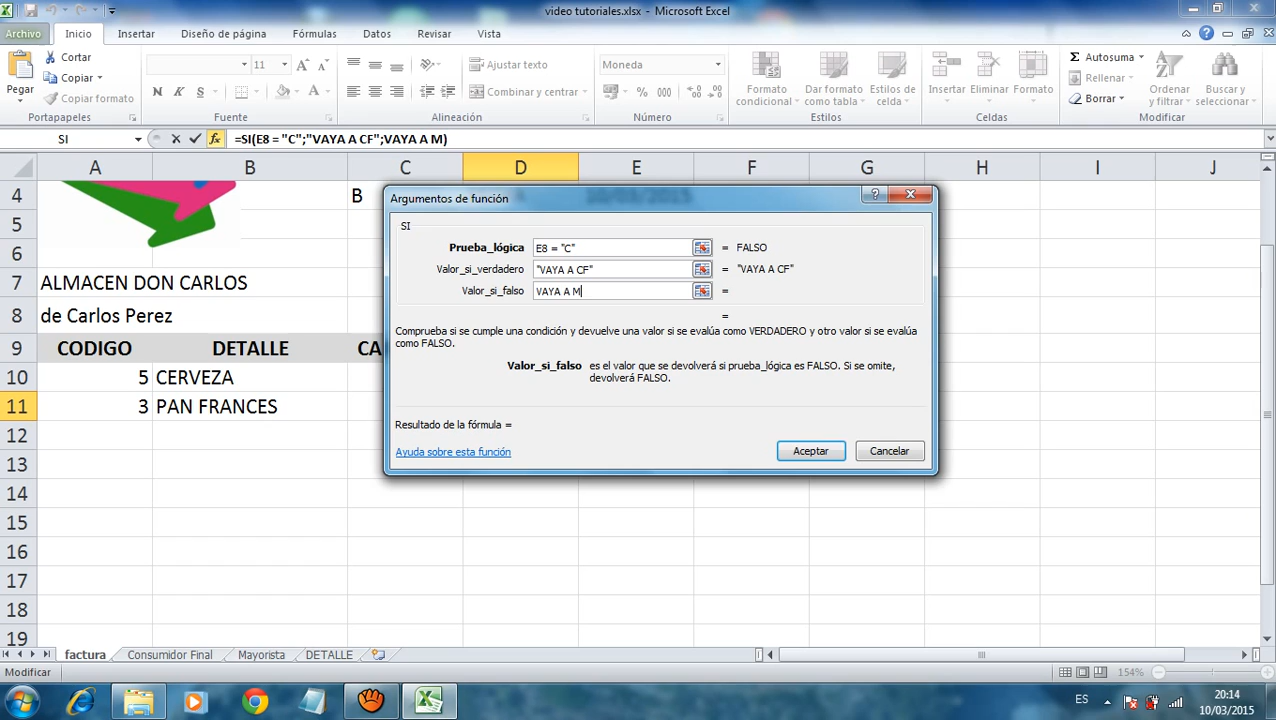 video tutoriales.xlsx - Microsoft Excel
Archivo Inicio Insertar Diseño de página Fórmulas Datos Revisar Vista
Pegar
Cortar
Copiar
Copiar formato
Portapapeles
11
N K S
Fuente
Ajustar texto
Combinar y centrar
Alineación
Moneda
% 000
Número
Formato condicional
Dar formato como tabla
Estilos de celda
Estilos
Insertar Eliminar Formato
Celdas
Autosuma
Rellenar
Borrar
Ordenar y filtrar
Buscar y seleccionar
Modificar
SI fx =SI(E8 = "C";"VAYA A CF";VAYA A M)
A B C D E F G H I J
4 B 10/03/2015
5
6
7 ALMACEN DON CARLOS
8 de Carlos Perez
9 CODIGO DETALLE CA
10 5 CERVEZA
11 3 PAN FRANCES
12
13
14
15
16
17
18
19
Argumentos de función
SI
Prueba_lógica E8 = "C" = FALSO
Valor_si_verdadero "VAYA A CF" = "VAYA A CF"
Valor_si_falso VAYA A M =
=
Comprueba si se cumple una condición y devuelve una valor si se evalúa como VERDADERO y otro valor si se evalúa
como FALSO.
Valor_si_falso es el valor que se devolverá si prueba_lógica es FALSO. Si se omite,
devolverá FALSO.
Resultado de la fórmula =
Ayuda sobre esta función
Aceptar Cancelar
factura Consumidor Final Mayorista DETALLE
Modificar 154%
ES 20:14
10/03/2015